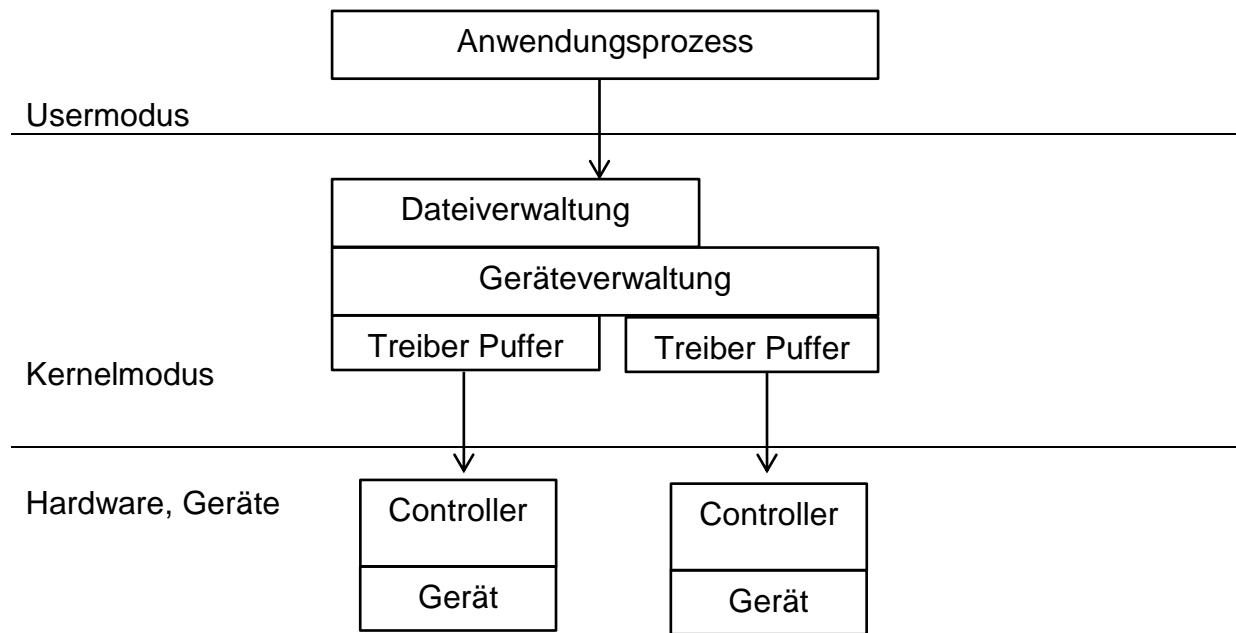 Anwendungsprozess
Usermodus
Dateiverwaltung
Geräteverwaltung
Treiber Puffer
Treiber Puffer
Kernelmodus
Hardware, Geräte
Controller
Controller
Gerät
Gerät